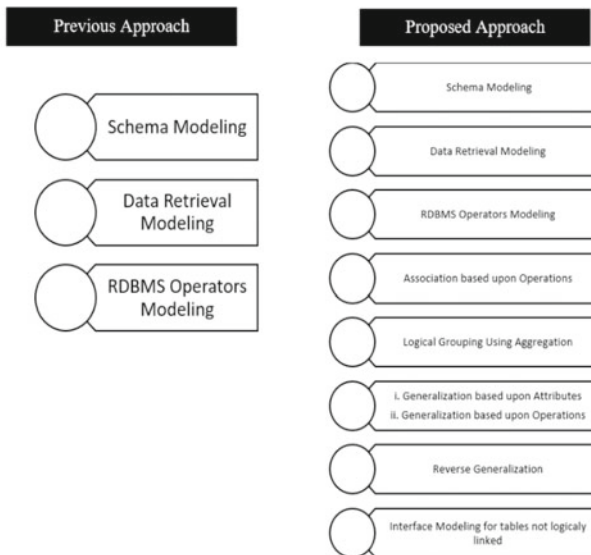 Previous Approach
Schema Modeling
Data Retrieval
Modeling
RDBMS Operators
Modeling
Proposed Approach
Schema Modeling
Data Retrieval Modeling
RDBMS Operators Modeling
Association based upon Operations
Logical Grouping Using Aggregation
i. Generalization based upon Attributes
ii. Generalization based upon Operations
Reverse Generalization
Interface Modeling for tables not logicaly
linked